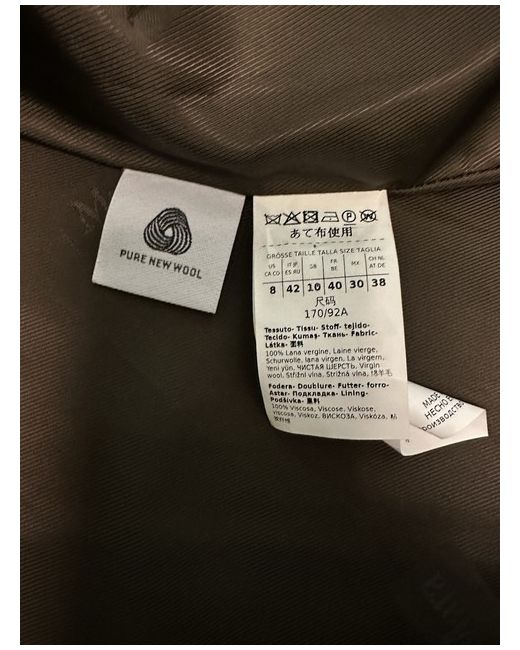 PURE NEW WOOL
あて布使用
GRÖSSE TAILLE TALLA SIZE TAGLIA
US CA CO
IT JP ES RU
GB
FR BE
MX
CH NL AT DE
8 42 10 40 30 38
尺码
170/92A
Tessuto- Tissu- Stoff- tejido-
Tecido- Kumaş- Ткань- Fabric-
Látka- 面料
100% Lana vergine, Laine vierge,
Schurwolle, lana virgen, La virgem,
Yeni yün, ЧИСТАЯ ШЕРСТЬ, Virgin
wool, Střižní vlna, Strižná vlna, 绵羊毛
Fodera- Doublure- Futter- forro-
Astar- Подкладка- Lining-
Podšívka- 里料
100% Viscosa, Viscose, Viskose,
viscosa, Viskoz, ВИСКОЗА, Viskóza, 粘
MADE
HECHO E